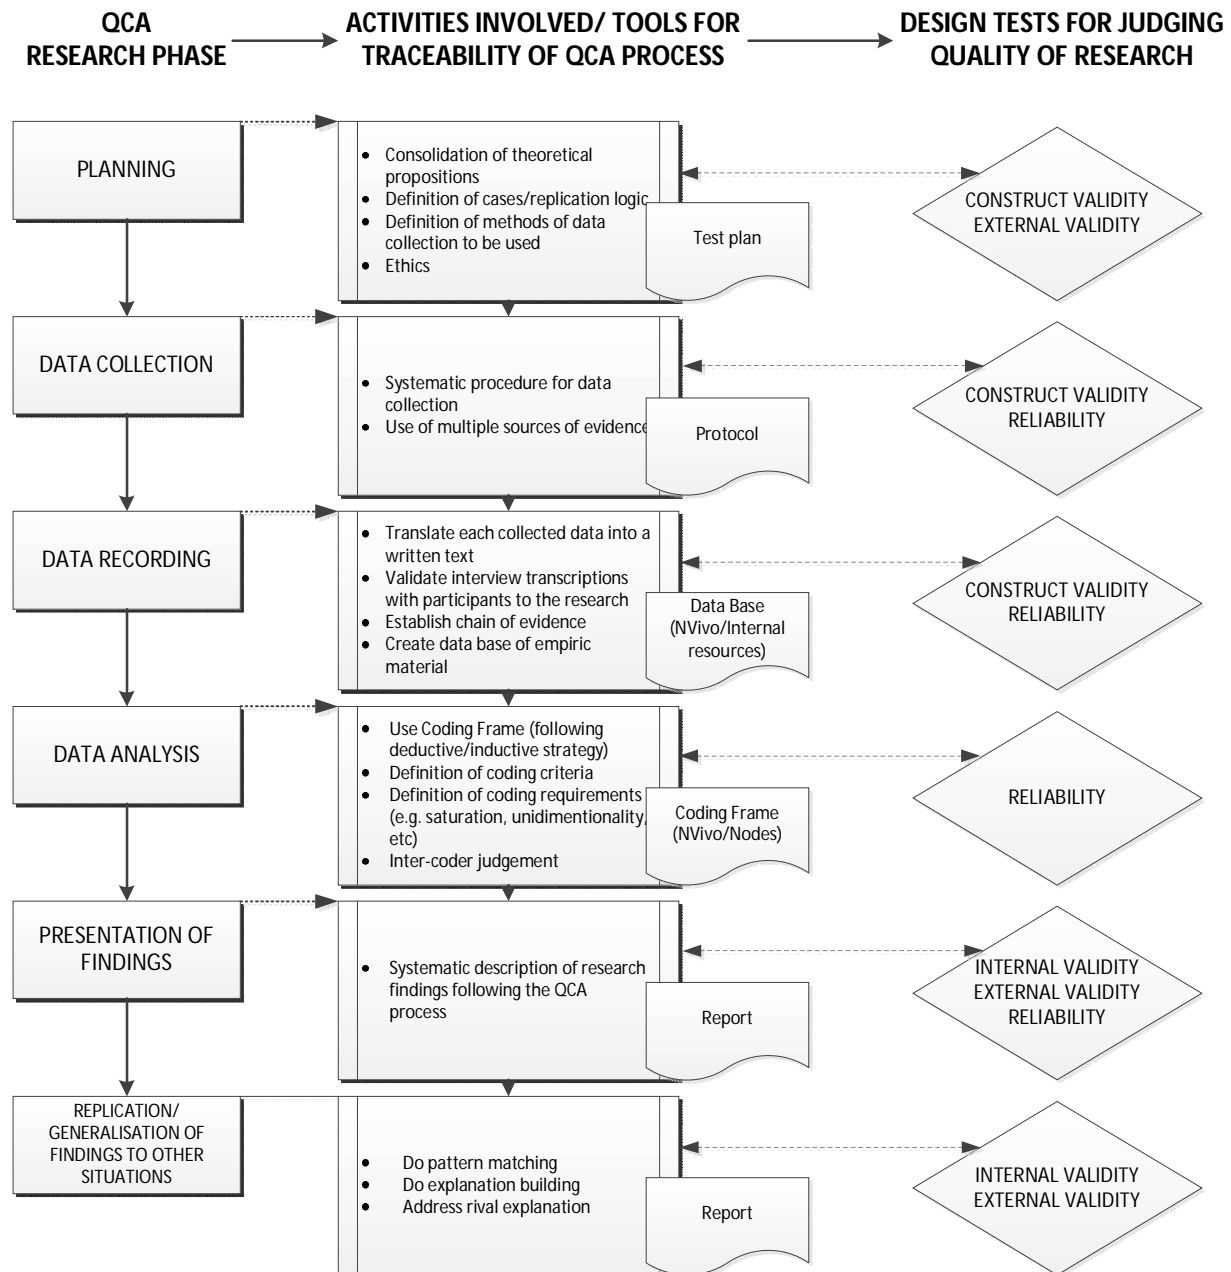 QCA
RESEARCH PHASE
ACTIVITIES INVOLVED/ TOOLS FOR
TRACEABILITY OF QCA PROCESS
DESIGN TESTS FOR JUDGING
QUALITY OF RESEARCH
PLANNING
• Consolidation of theoretical
propositions
• Definition of cases/replication logic
• Definition of methods of data
collection to be used
• Ethics
Test plan
CONSTRUCT VALIDITY
EXTERNAL VALIDITY
DATA COLLECTION
• Systematic procedure for data
collection
• Use of multiple sources of evidence
Protocol
CONSTRUCT VALIDITY
RELIABILITY
DATA RECORDING
• Translate each collected data into a
written text
• Validate interview transcriptions
with participants to the research
• Establish chain of evidence
• Create data base of empiric
material
Data Base
(NVivo/Internal
resources)
CONSTRUCT VALIDITY
RELIABILITY
DATA ANALYSIS
• Use Coding Frame (following
deductive/inductive strategy)
• Definition of coding criteria
• Definition of coding requirements
(e.g. saturation, unidimentionality,
etc)
• Inter-coder judgement
Coding Frame
(NVivo/Nodes)
RELIABILITY
PRESENTATION OF
FINDINGS
• Systematic description of research
findings following the QCA
process
Report
INTERNAL VALIDITY
EXTERNAL VALIDITY
RELIABILITY
REPLICATION/
GENERALISATION OF
FINDINGS TO OTHER
SITUATIONS
• Do pattern matching
• Do explanation building
• Address rival explanation
Report
INTERNAL VALIDITY
EXTERNAL VALIDITY